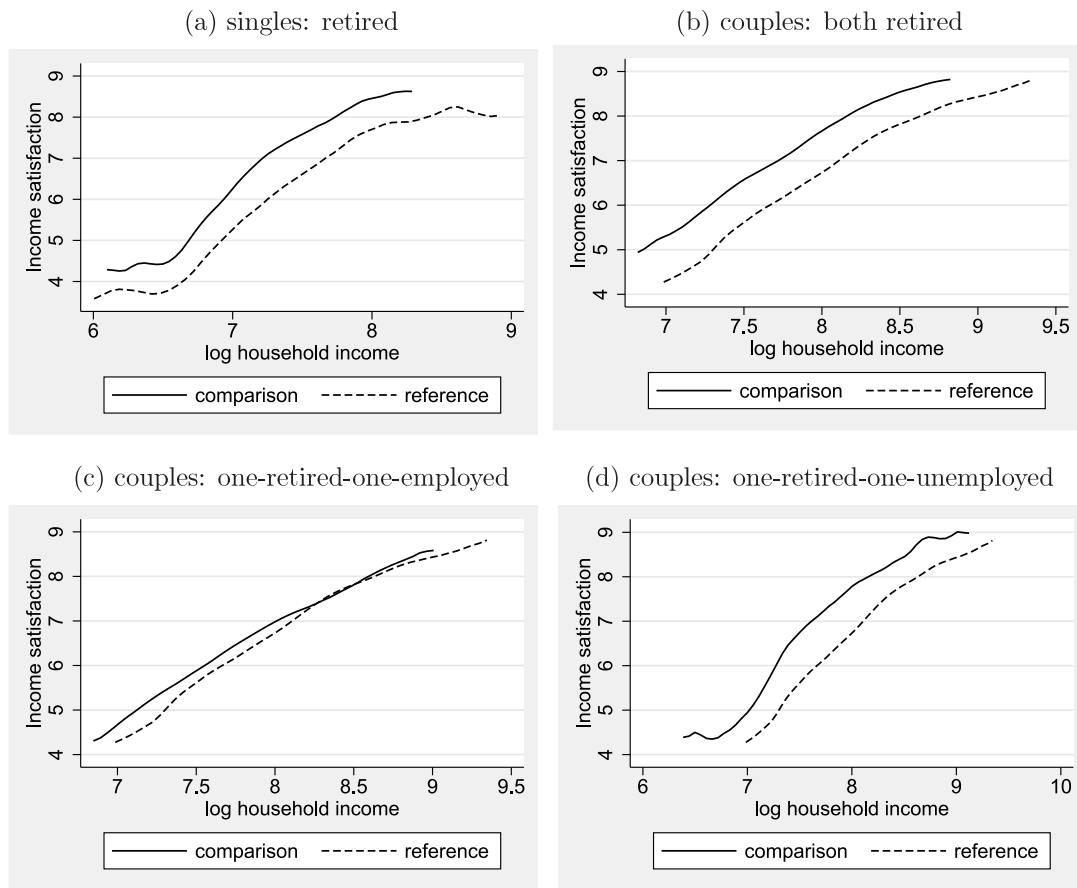 (a) singles: retired
9
8
7
6
5
4
Income satisfaction
6 7 8 9
log household income
comparison reference
(b) couples: both retired
9
8
7
6
5
4
Income satisfaction
7 7.5 8 8.5 9 9.5
log household income
comparison reference
(c) couples: one-retired-one-employed
9
8
7
6
5
4
Income satisfaction
7 7.5 8 8.5 9 9.5
log household income
comparison reference
(d) couples: one-retired-one-unemployed
9
8
7
6
5
4
Income satisfaction
6 7 8 9 10
log household income
comparison reference